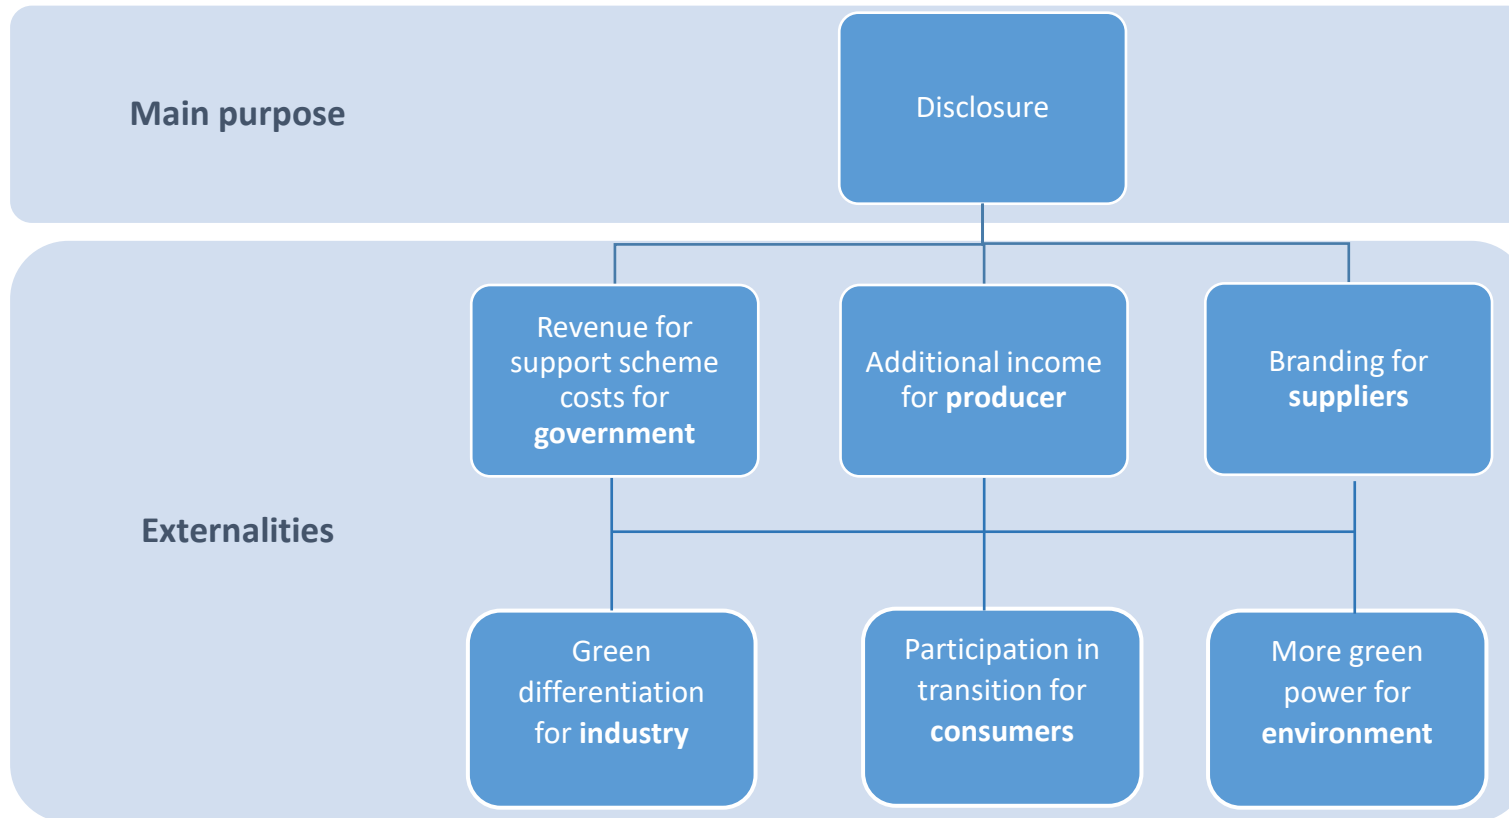 Main purpose
Disclosure
Revenue for
support scheme
costs for
government
Additional income
for producer
Branding for
suppliers
Externalities
Green
differentiation
for industry
Participation in
transition for
consumers
More green
power for
environment